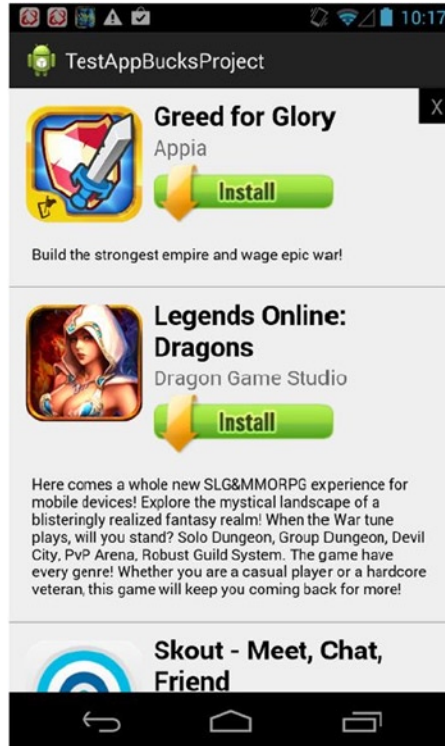 10:17
TestAppBucksProject
X
Greed for Glory
Appia
Install
Build the strongest empire and wage epic war!
Legends Online:
Dragons
Dragon Game Studio
Install
Here comes a whole new SLG&MMORPG experience for
mobile devices! Explore the mystical landscape of a
blisteringly realized fantasy realm! When the War tune
plays, will you stand? Solo Dungeon, Group Dungeon, Devil
City, PvP Arena, Robust Guild System. The game have
every genre! Whether you are a casual player or a hardcore
veteran, this game will keep you coming back for more!
Skout - Meet, Chat,
Friend